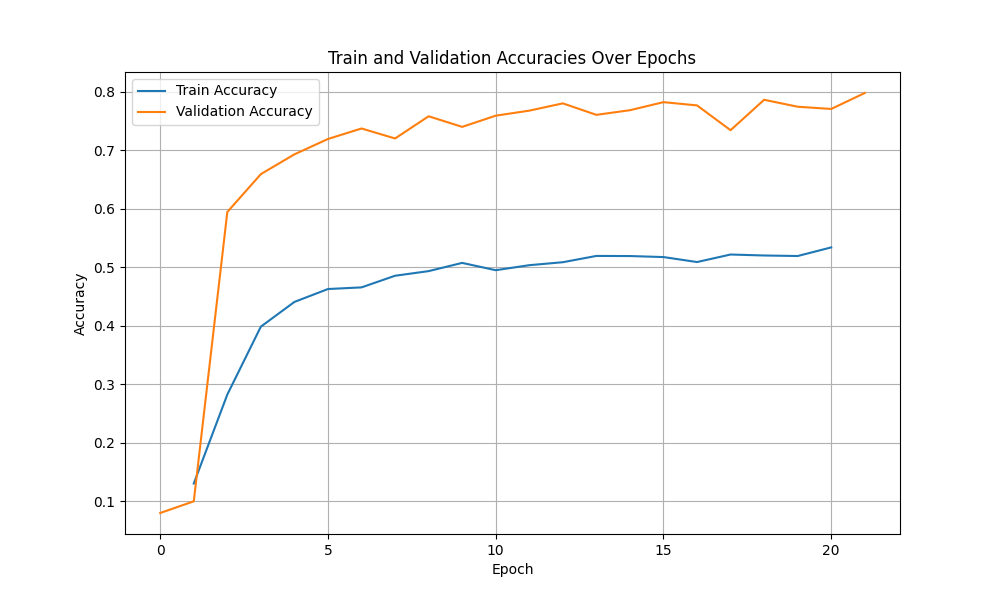 Train and Validation Accuracies Over Epochs
Train Accuracy
Validation Accuracy
0.8
0.7
0.6
0.5
0.4
0.3
0.2
0.1
Accuracy
0 5 10 15 20
Epoch